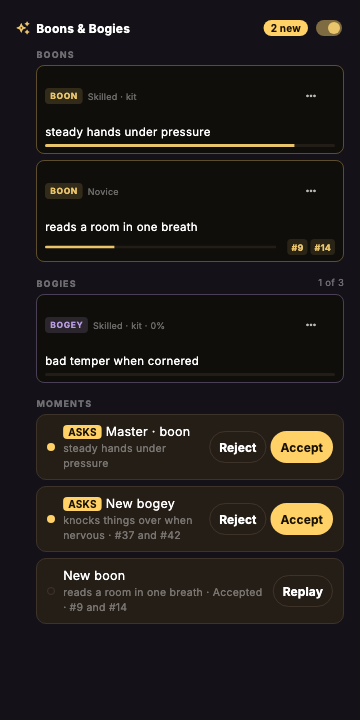 Boons & Bogies 2 new
BOONS
BOON Skilled · kit
steady hands under pressure
BOON Novice
reads a room in one breath
#9 #14
BOGIES 1 of 3
BOGEY Skilled · kit · 0%
bad temper when cornered
MOMENTS
ASKS Master · boon
steady hands under
pressure
Reject Accept
ASKS New bogey
knocks things over when
nervous · #37 and #42
Reject Accept
New boon
reads a room in one breath · Accepted
· #9 and #14
Replay